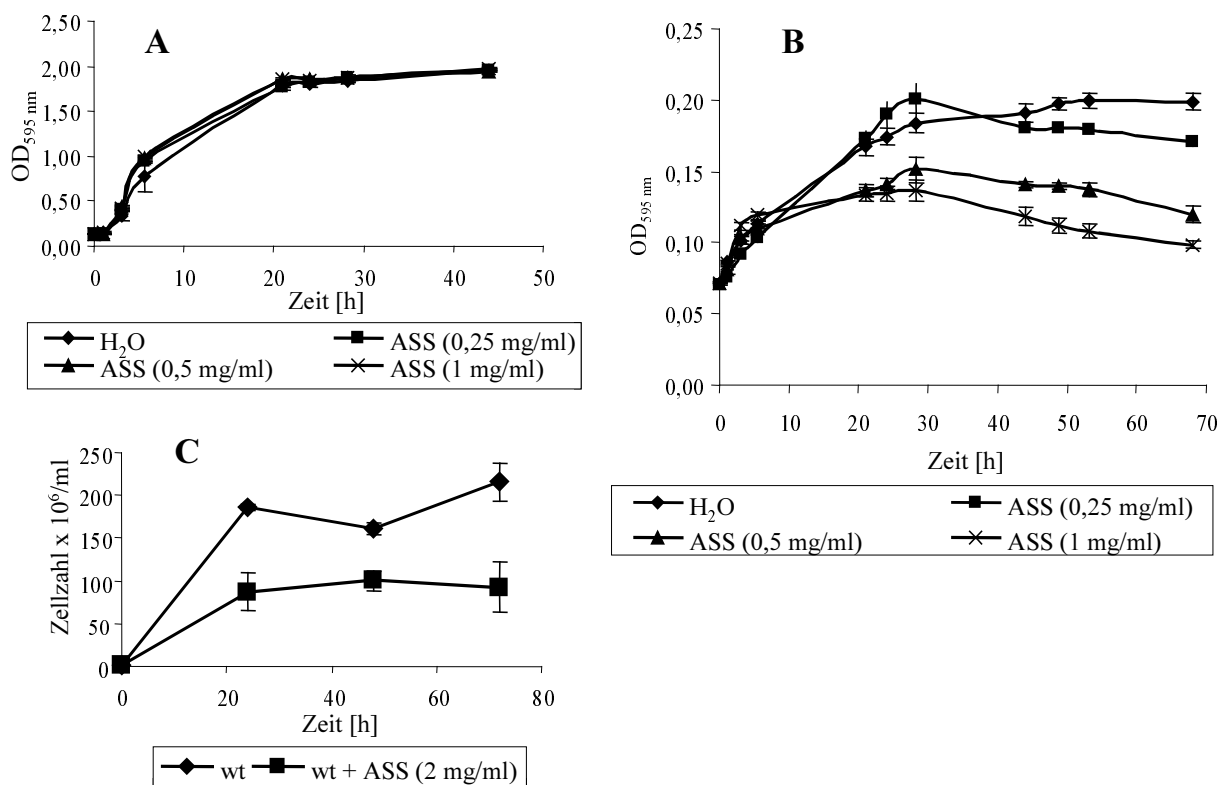 A
OD595 nm
2,50
2,00
1,50
1,00
0,50
0,00
0 10 20 30 40 50
Zeit [h]
H2O ASS (0,25 mg/ml)
ASS (0,5 mg/ml) ASS (1 mg/ml)
B
OD595 nm
0,25
0,20
0,15
0,10
0,05
0,00
0 10 20 30 40 50 60 70
Zeit [h]
H2O ASS (0,25 mg/ml)
ASS (0,5 mg/ml) ASS (1 mg/ml)
C
Zellzahl x 10⁶/ml
250
200
150
100
50
0
0 20 40 60 80
Zeit [h]
wt wt + ASS (2 mg/ml)